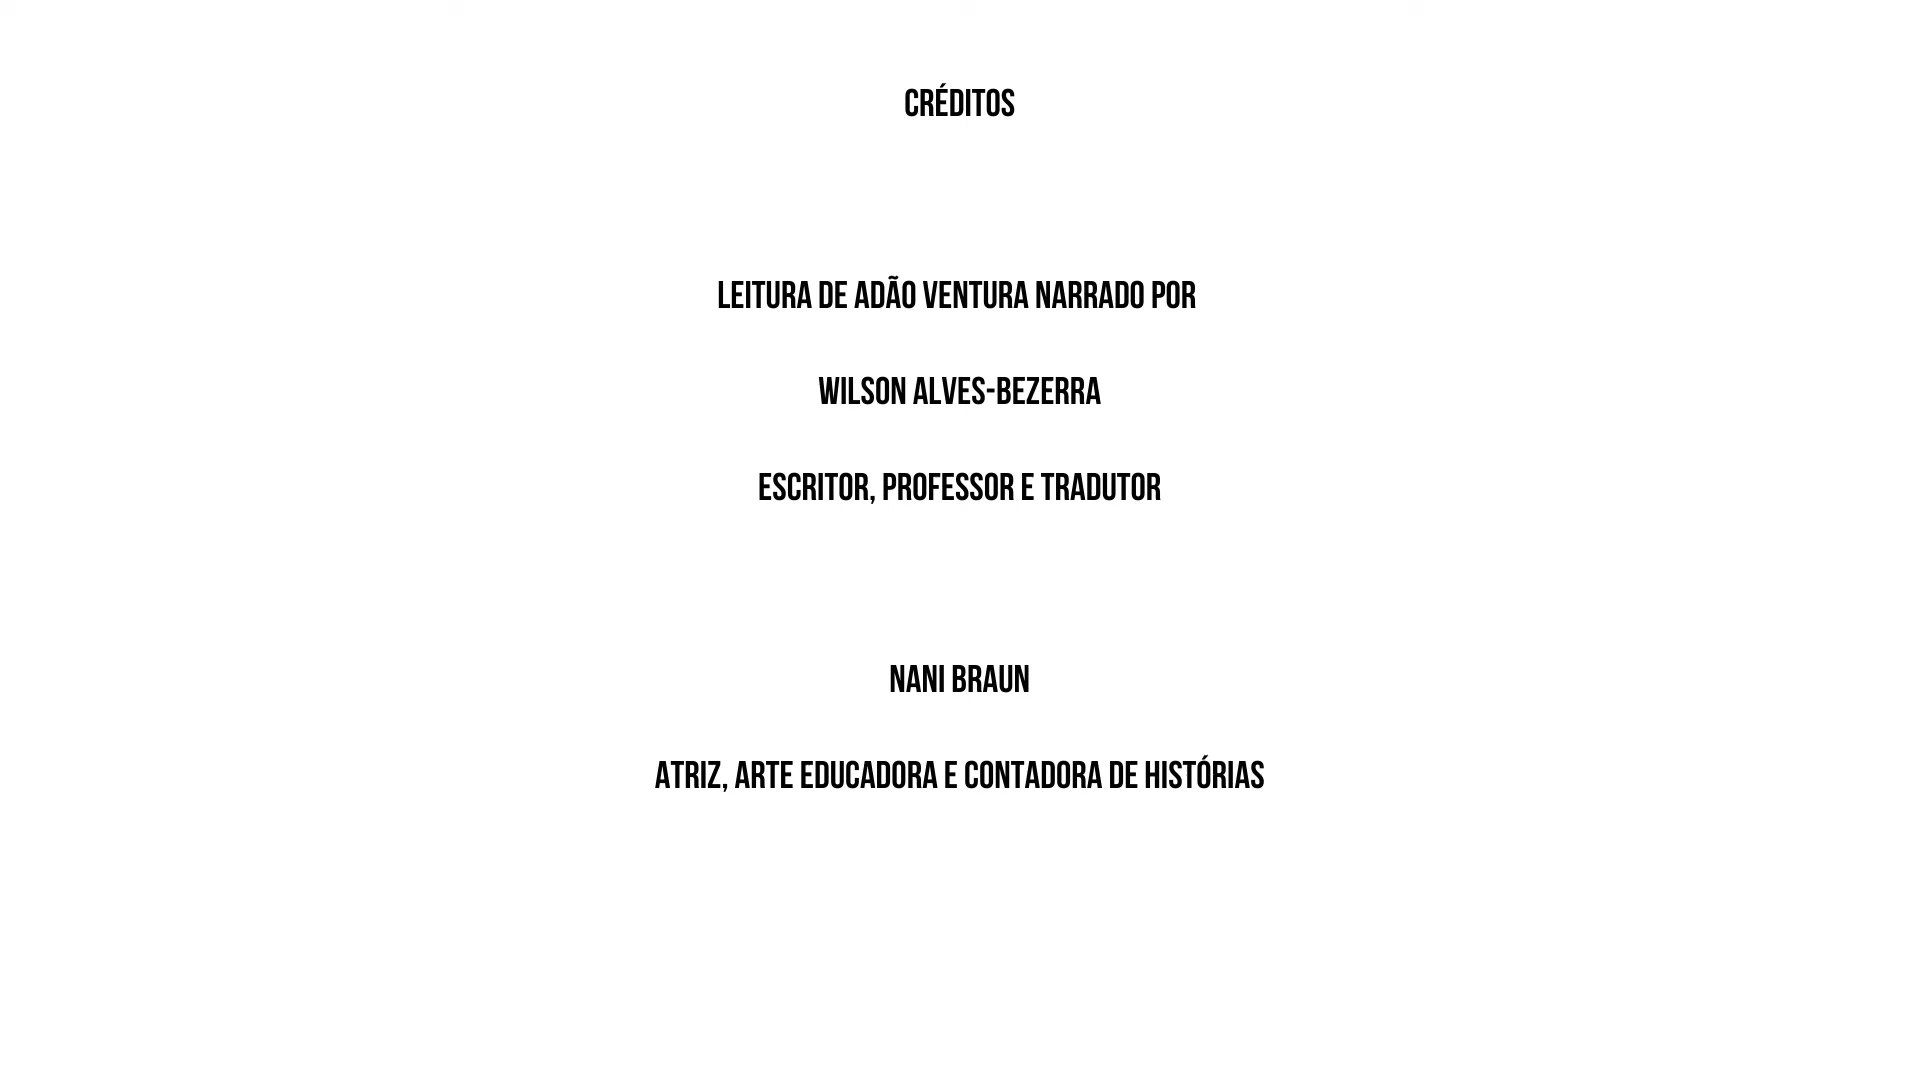 CRÉDITOS
LEITURA DE ADÃO VENTURA NARRADO POR
WILSON ALVES-BEZERRA
ESCRITOR, PROFESSOR E TRADUTOR
NANI BRAUN
ATRIZ, ARTE EDUCADORA E CONTADORA DE HISTÓRIAS